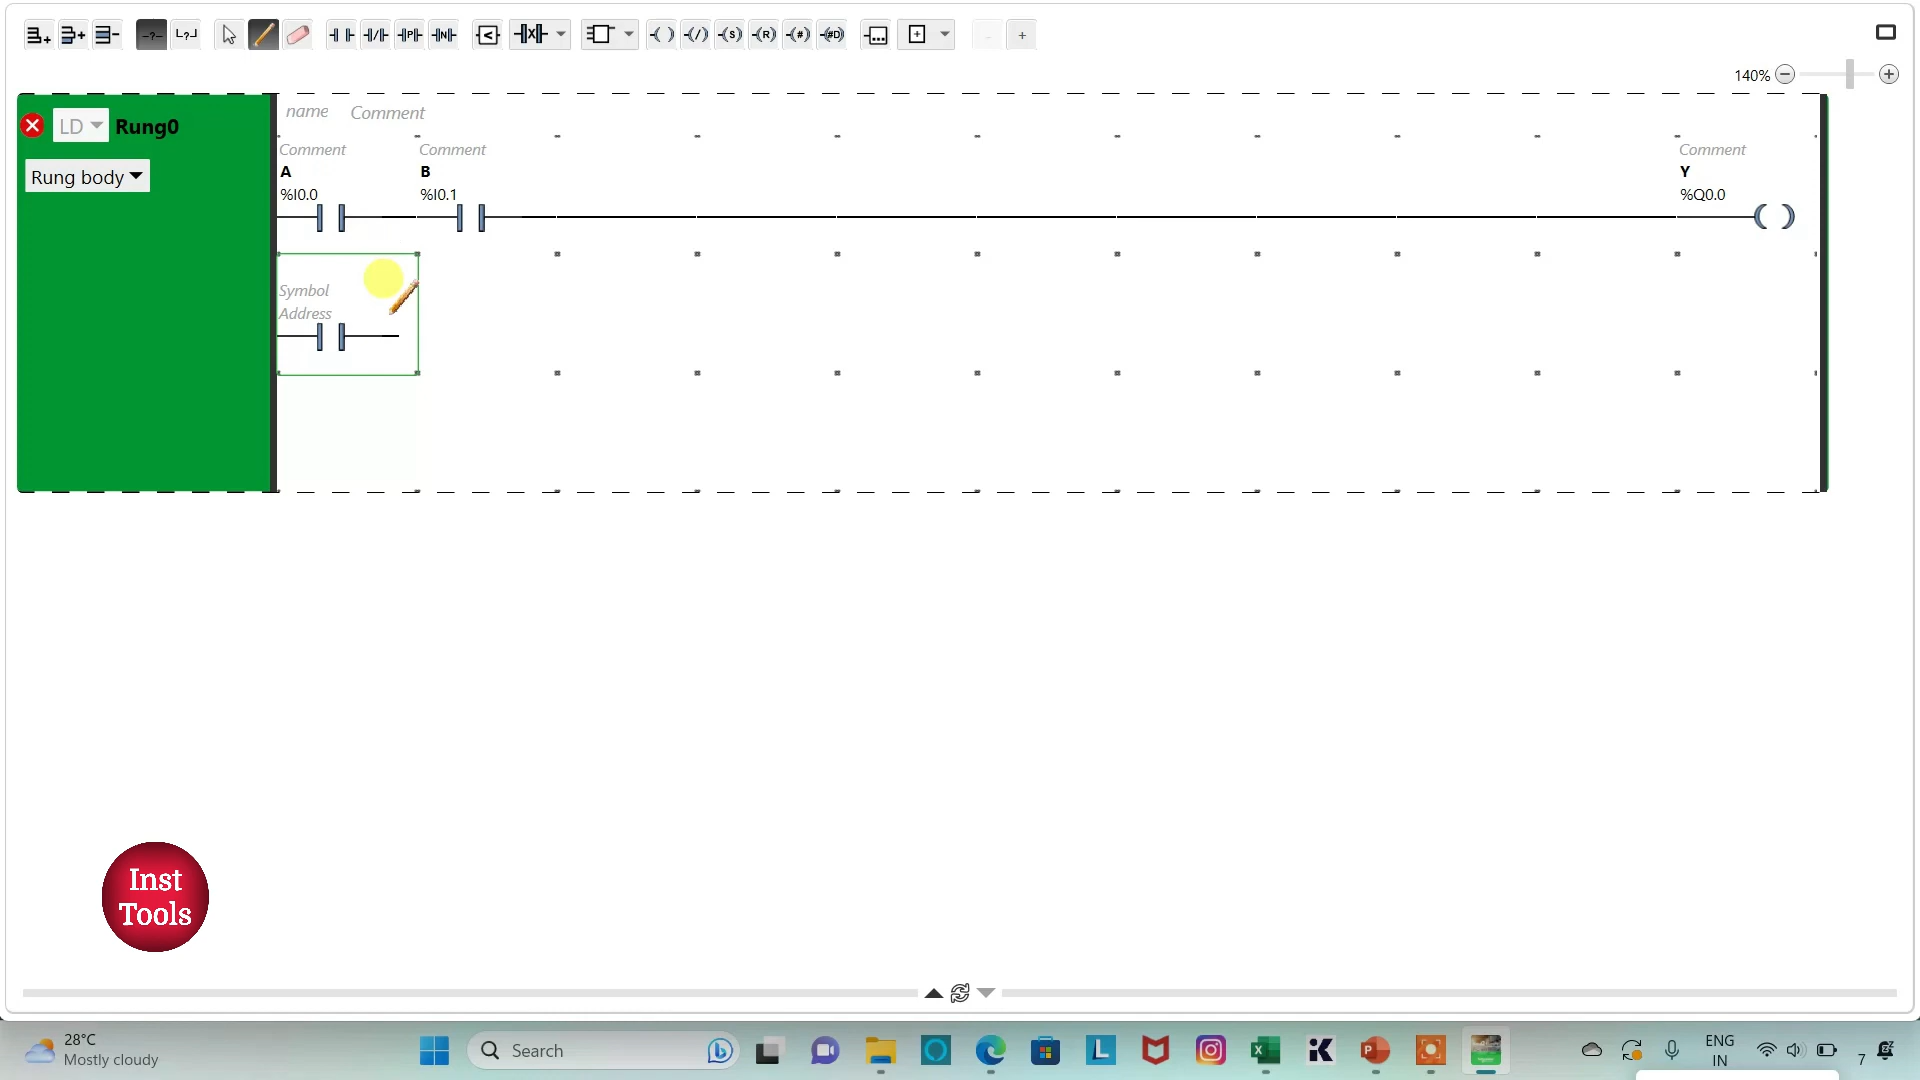 140%
LD Rung0
name Comment
Comment Comment Comment
A B Y
%I0.0 %I0.1 %Q0.0
Rung body
Symbol
Address
Inst
Tools
28°C
Mostly cloudy
Search
ENG
IN
7